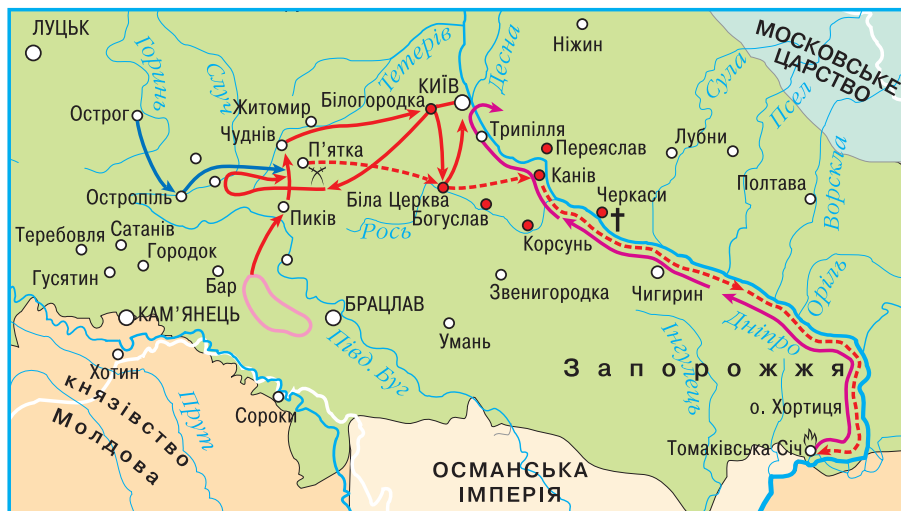 ЛУЦЬК
Горинь
Случ
Тетерів
Десна
Ніжин
МОСКОВСЬКЕ
ЦАРСТВО
Сула
Псел
Ворскла
Острог
Житомир
Чуднів
Білогородка
КИЇВ
П'ятка
Трипілля
Переяслав
Лубни
Полтава
Остропіль
Біла Церква
Канів
Черкаси
Пиків
Богуслав
Рось
Корсунь
Теребовля
Сатанів
Городок
Гусятин
Бар
Звенигородка
Чигирин
Оріль
КАМ'ЯНЕЦЬ
БРАЦЛАВ
Умань
Півд. Буг
Інгулець
Дніпро
Запорожжя
Хотин
князівство
Молдова
Прут
Сороки
о. Хортиця
Томаківська Січ
ОСМАНСЬКА
ІМПЕРІЯ